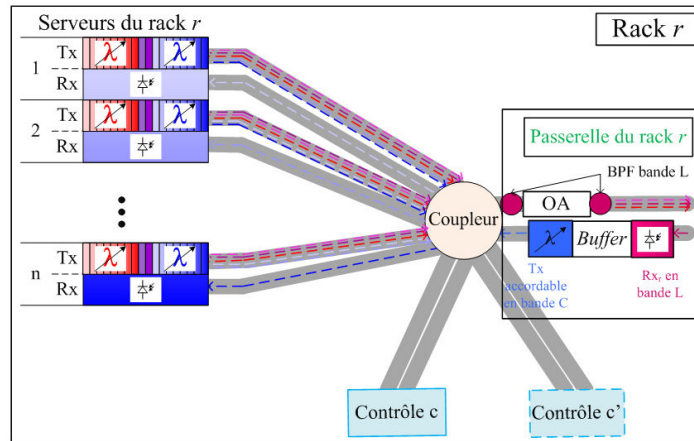 Serveurs du rack r
Rack r
1
Tx
λ
λ
Rx
2
Tx
λ
λ
Rx
n
Tx
λ
λ
Rx
Coupleur
Passerelle du rack r
BPF bande L
OA
λ
Buffer
Tx
accordable
en bande C
Rxᵣ en
bande L
Contrôle c
Contrôle c'